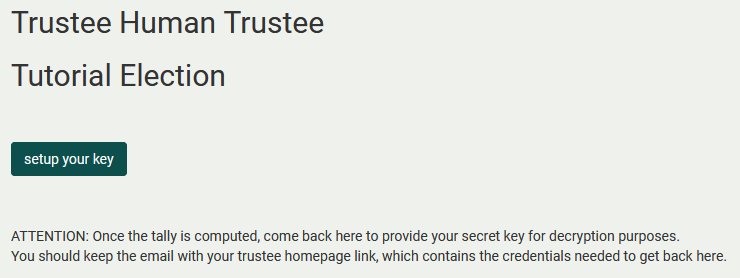 Trustee Human Trustee
Tutorial Election
setup your key
ATTENTION: Once the tally is computed, come back here to provide your secret key for decryption purposes.
You should keep the email with your trustee homepage link, which contains the credentials needed to get back here.